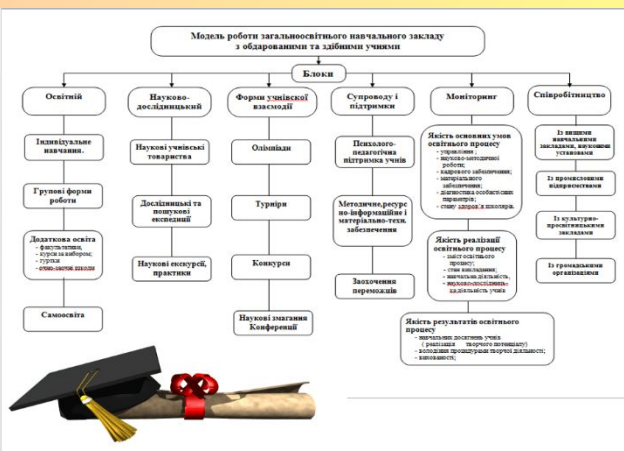 Модель роботи загальноосвітнього навчального закладу
з обдарованими та здібними учнями
Блоки
Освітній
Індивідуальне
навчання.
Групові форми
роботи
Додаткова освіта
- факультативи,
- курси за вибором;
- гуртки
- очно-заочні школи
Самоосвіта
Науково-
дослідницький
Наукові учнівські
товариства
Дослідницькі та
пошукові
експедиції
Наукові екскурсії,
практики
Форми учнівскої
взаємодії
Олімпіади
Турніри
Конкурси
Наукові змагання
Конференції
Супроводу і
підтримки
Психолого-
педагогічна
підтримка учнів
Методичне,ресурс
но-інформаційне і
матеріально-техн.
забезпечення
Заохочення
переможців
Моніторинг
Якість основних умов
освітнього процесу
- управління ;
- науково-методичної
роботи;
- кадрового забезпечення;
- матеріального
забезпечення;
- діагностика особистісних
параметрів;
- стану здоров'я школярів.
Якість реалізації
освітнього процесу
- зміст освітнього
процесу;
- стан викладання;
- навчальна діяльність,
- науково-дослідниць-
ка діяльність учнів
Якість результатів освітнього
процесу
- навчальних досягнень учнів
( реалізація творчого потенціалу)
- володіння процедурами творчої діяльності;
- вихованості;
Співробітництво
Із вищими
навчальними
закладами, науковими
установами
Із промисловими
підприємствами
Із культурно-
просвітницькими
закладами
Із громадськими
організаціями